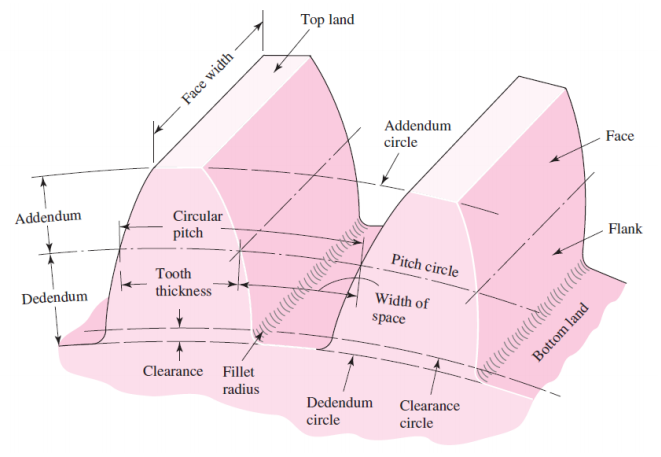 Top land
Face width
Addendum
circle
Face
Addendum
Circular
pitch
Flank
Pitch circle
Tooth
thickness
Dedendum
Width of
space
Bottom land
Clearance
Fillet
radius
Dedendum
circle
Clearance
circle